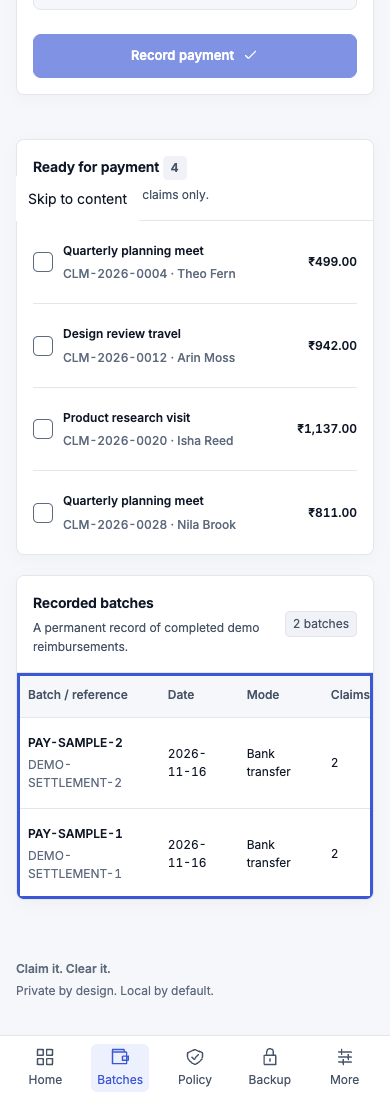 Record payment
Ready for payment 4
Skip to content
claims only.
Quarterly planning meet
CLM-2026-0004 · Theo Fern
₹499.00
Design review travel
CLM-2026-0012 · Arin Moss
₹942.00
Product research visit
CLM-2026-0020 · Isha Reed
₹1,137.00
Quarterly planning meet
CLM-2026-0028 · Nila Brook
₹811.00
Recorded batches
A permanent record of completed demo
reimbursements.
2 batches
Batch / reference Date Mode Claims
PAY-SAMPLE-2
DEMO-
SETTLEMENT-2
2026-
11-16
Bank
transfer
2
PAY-SAMPLE-1
DEMO-
SETTLEMENT-1
2026-
11-16
Bank
transfer
2
Claim it. Clear it.
Private by design. Local by default.
Home Batches Policy Backup More